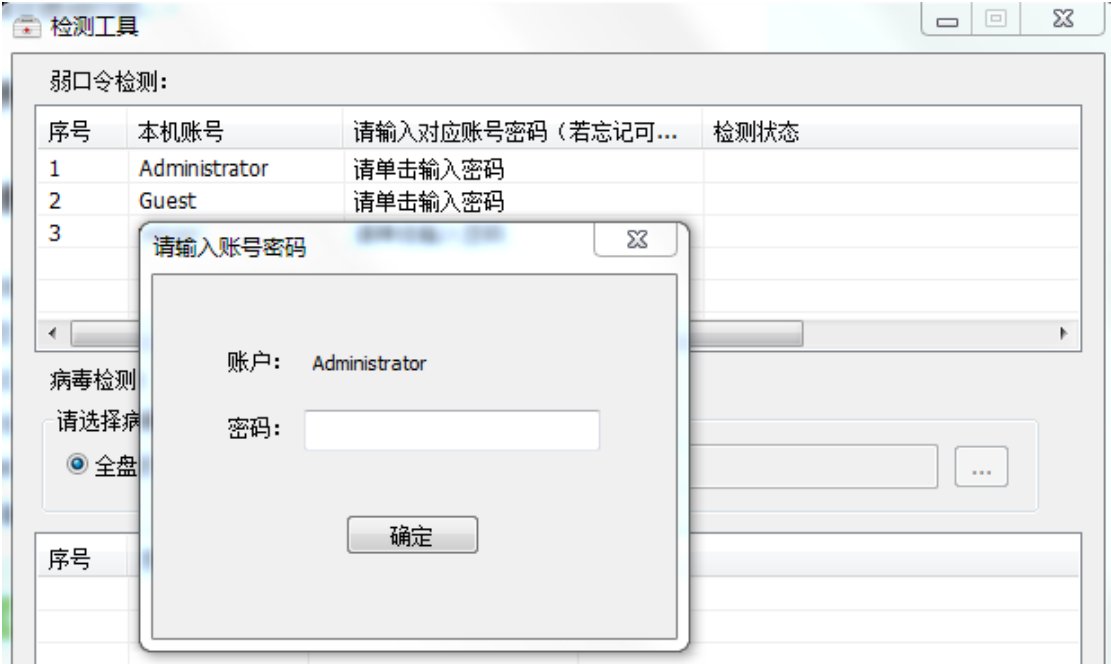 检测工具
弱口令检测：
序号 本机账号 请输入对应账号密码（若忘记可... 检测状态
1 Administrator 请单击输入密码
2 Guest 请单击输入密码
3
请输入账号密码
账户： Administrator
密码：
确定
病毒检测
请选择病
全盘
...
序号